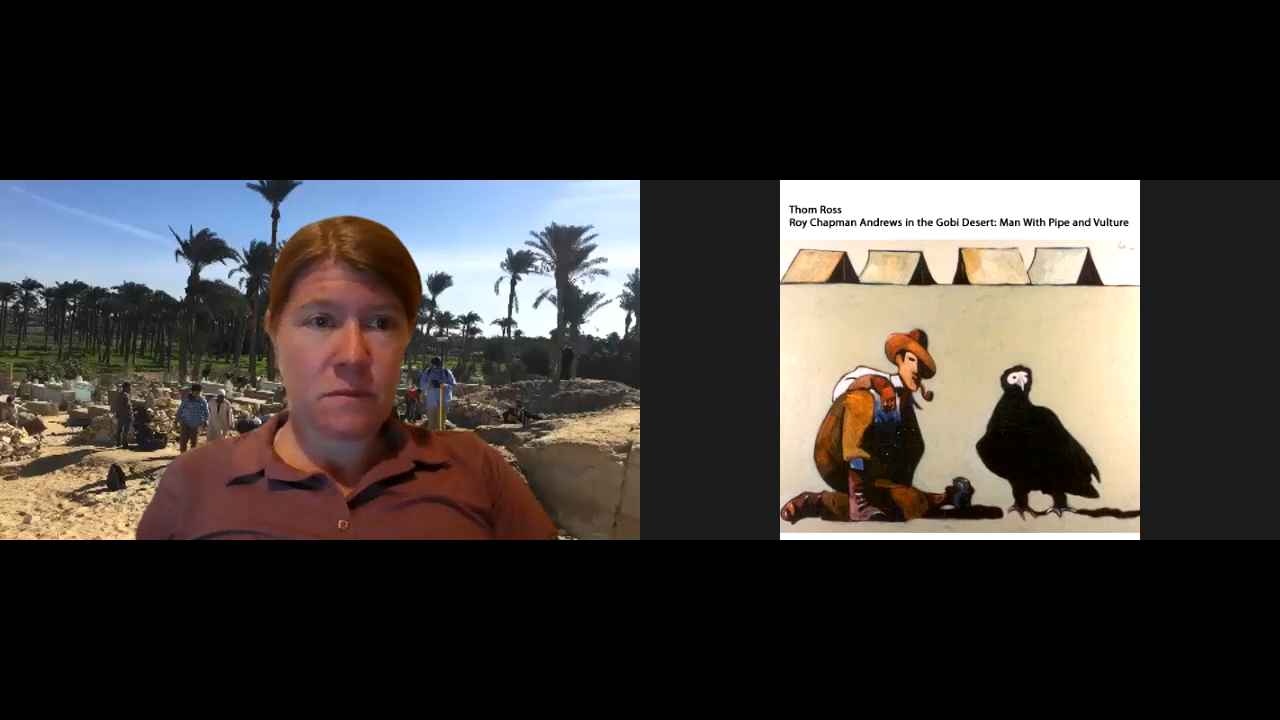 Thom Ross
Roy Chapman Andrews in the Gobi Desert: Man With Pipe and Vulture